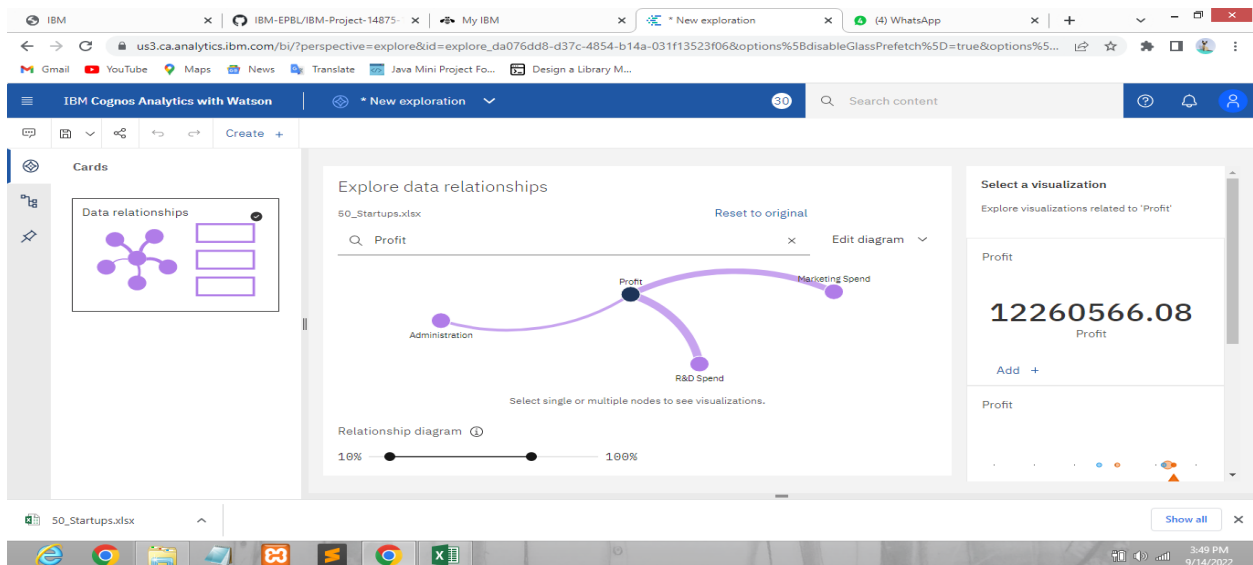 IBM
IBM-EPBL/IBM-Project-14875-
My IBM
* New exploration
(4) WhatsApp
us3.ca.analytics.ibm.com/bi/?perspective=explore&id=explore_da076dd8-d37c-4854-b14a-031f13523f06&options%5BdisableGlassPrefetch%5D=true&options%5...
Gmail YouTube Maps News Translate Java Mini Project Fo... Design a Library M...
IBM Cognos Analytics with Watson
* New exploration
30
Search content
Create +
Cards
Data relationships
Explore data relationships
50_Startups.xlsx
Reset to original
Profit
Edit diagram
Profit
Marketing Spend
Administration
R&D Spend
Select single or multiple nodes to see visualizations.
Relationship diagram
10% 100%
Select a visualization
Explore visualizations related to 'Profit'
Profit
12260566.08
Profit
Add +
Profit
50_Startups.xlsx
Show all
3:49 PM
9/14/2022